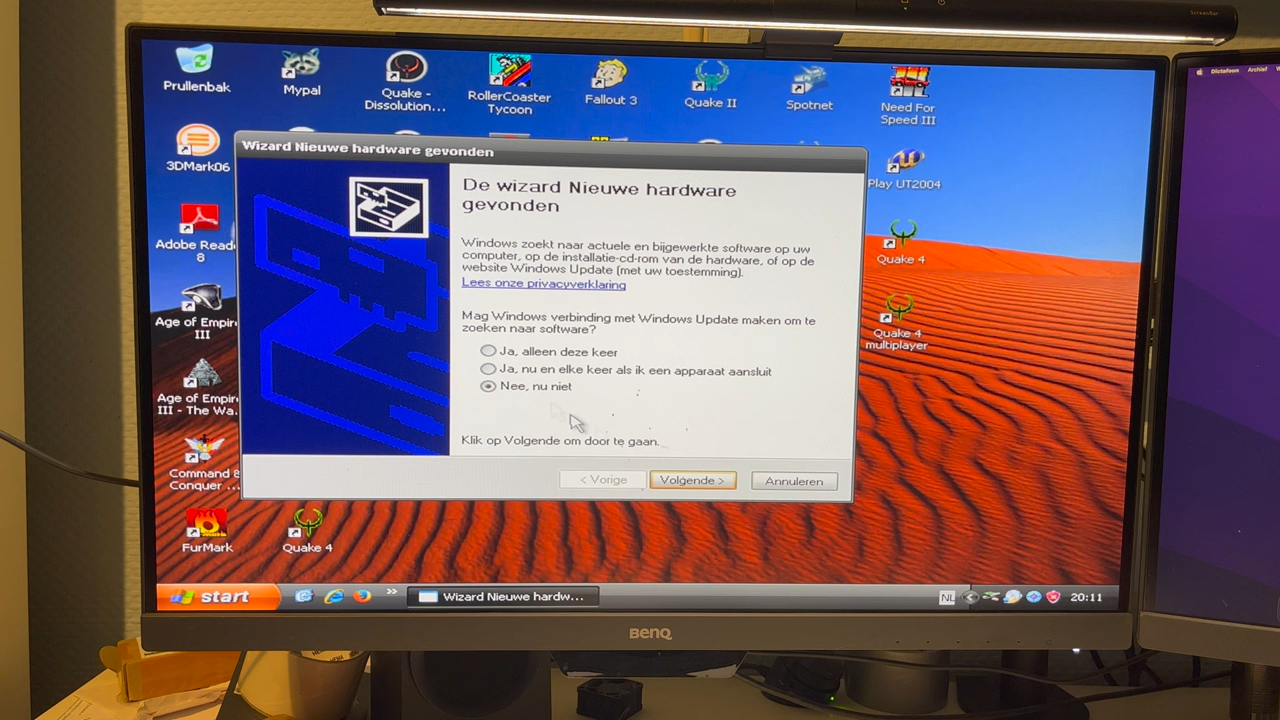 ScreenBar
Prullenbak
Mypal
Quake -
Dissolution...
RollerCoaster
Tycoon
Fallout 3
Quake II
Spotnet
Need For
Speed III
Dictafoon Archief
3DMark06
Play UT2004
Adobe Read
8
Quake 4
Age of Empir
III
Quake 4
multiplayer
Age of Empir
III - The Wa...
Command &
Conquer ...
FurMark
Quake 4
Wizard Nieuwe hardware gevonden
De wizard Nieuwe hardware
gevonden
Windows zoekt naar actuele en bijgewerkte software op uw
computer, op de installatie-cd-rom van de hardware, of op de
website Windows Update (met uw toestemming).
Lees onze privacyverklaring
Mag Windows verbinding met Windows Update maken om te
zoeken naar software?
Ja, alleen deze keer
Ja, nu en elke keer als ik een apparaat aansluit
Nee, nu niet
Klik op Volgende om door te gaan.
< Vorige
Volgende >
Annuleren
start
Wizard Nieuwe hardw...
NL
20:11
BenQ